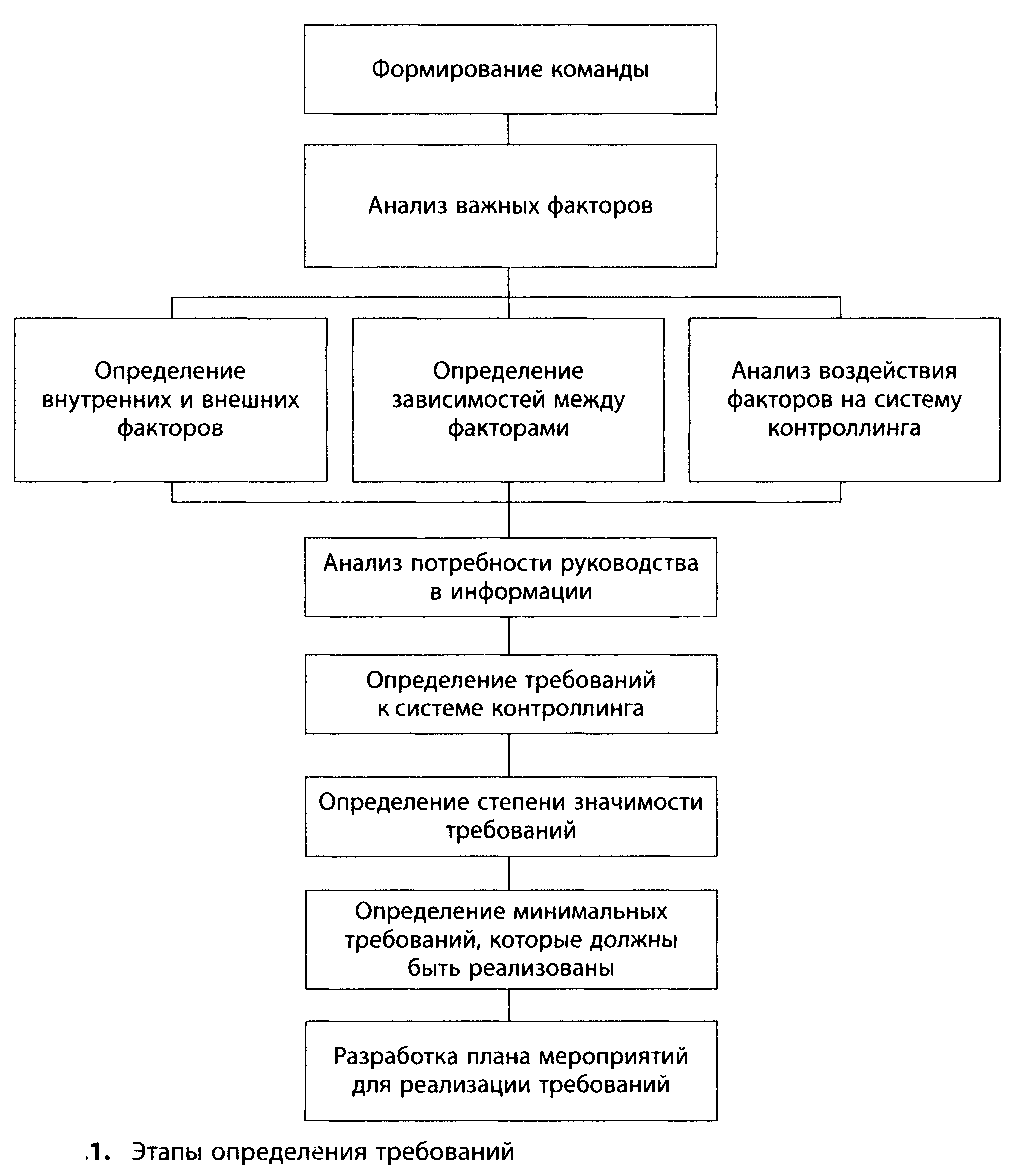 Формирование команды
Анализ важных факторов
Определение
внутренних и внешних
факторов
Определение
зависимостей между
факторами
Анализ воздействия
факторов на систему
контроллинга
Анализ потребности руководства
в информации
Определение требований
к системе контроллинга
Определение степени значимости
требований
Определение минимальных
требований, которые должны
быть реализованы
Разработка плана мероприятий
для реализации требований
.1. Этапы определения требований